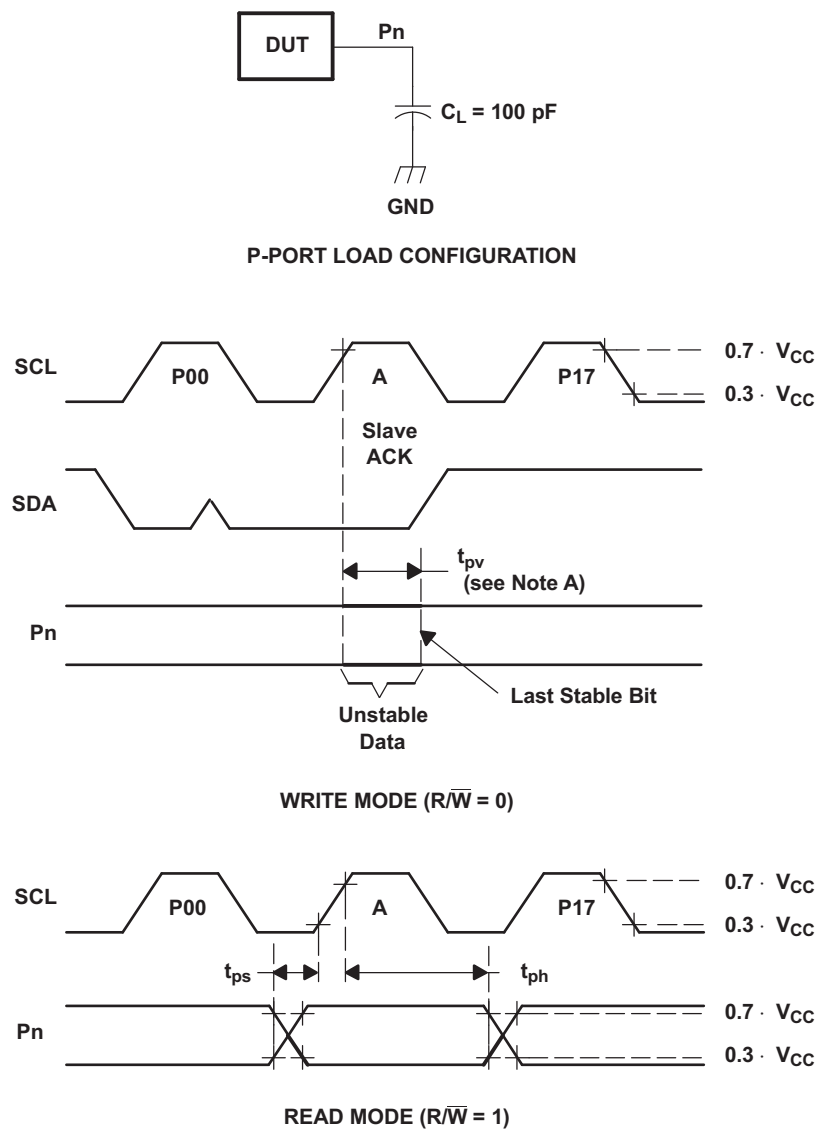 DUT
Pn
C_L = 100 pF
GND
P-PORT LOAD CONFIGURATION
SCL
P00
A
P17
0.7 · V_CC
0.3 · V_CC
Slave
ACK
SDA
t_pv
(see Note A)
Pn
Last Stable Bit
Unstable
Data
WRITE MODE (R/W̅ = 0)
SCL
P00
A
P17
0.7 · V_CC
0.3 · V_CC
t_ps
t_ph
Pn
0.7 · V_CC
0.3 · V_CC
READ MODE (R/W̅ = 1)